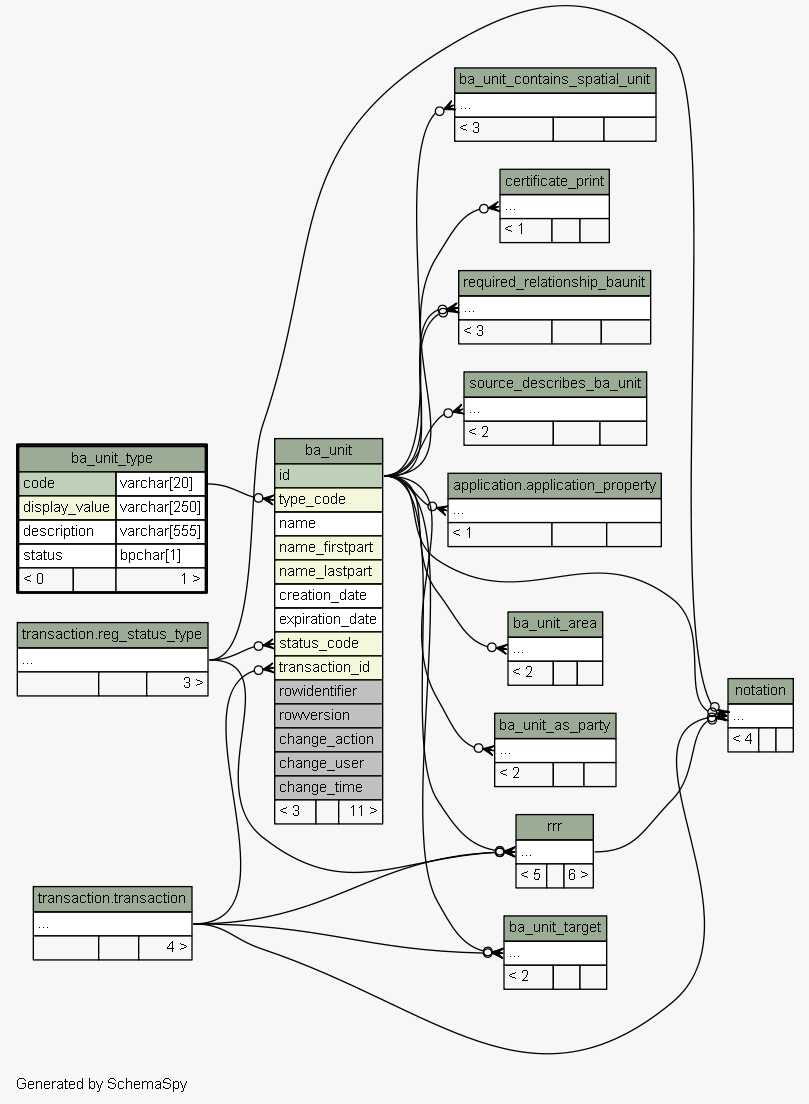 ba_unit_contains_spatial_unit
...
< 3
certificate_print
...
< 1
required_relationship_baunit
...
< 3
source_describes_ba_unit
...
< 2
ba_unit_type
code varchar[20]
display_value varchar[250]
description varchar[555]
status bpchar[1]
< 0 1 >
ba_unit
id
type_code
name
name_firstpart
name_lastpart
creation_date
expiration_date
status_code
transaction_id
rowidentifier
rowversion
change_action
change_user
change_time
< 3 11 >
application.application_property
...
< 1
transaction.reg_status_type
...
3 >
ba_unit_area
...
< 2
notation
...
< 4
ba_unit_as_party
...
< 2
rrr
...
< 5 6 >
transaction.transaction
...
4 >
ba_unit_target
...
< 2
Generated by SchemaSpy